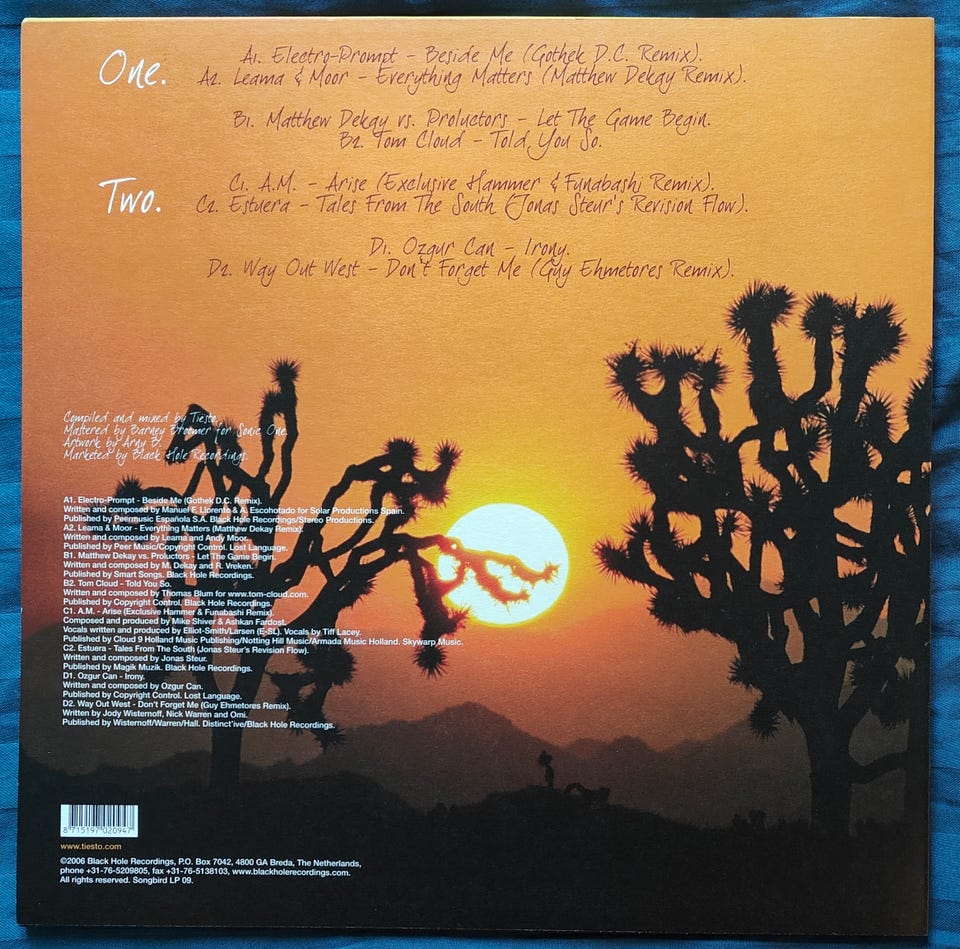 One.
A1. Electro-Prompt - Beside Me (Gothek D.C. Remix).
A2. Leama & Moor - Everything Matters (Matthew Dekay Remix).
B1. Matthew Dekay vs. Proluctors - Let The Game Begin.
B2. Tom Cloud - Told You So.
Two.
C1. A.M. - Arise (Exclusive Hammer & Funabashi Remix).
C2. Estuera - Tales From The South (Jonas Steur's Revision Flow).
D1. Ozgur Can - Irony.
D2. Way Out West - Don't Forget Me (Guy Ehmetores Remix).
Compiled and mixed by Tiësto.
Mastered by Barney Broomer for Sonic One.
Artwork by Arny B.
Marketed by Black Hole Recordings.
A1. Electro-Prompt - Beside Me (Gothek D.C. Remix).
Written and composed by Manuel F. Llorente & A. Escohotado for Solar Productions Spain.
Published by Peermusic Española S.A. Black Hole Recordings/Stereo Productions.
A2. Leama & Moor - Everything Matters (Matthew Dekay Remix).
Written and composed by Leama and Andy Moor.
Published by Peer Music/Copyright Control. Lost Language.
B1. Matthew Dekay vs. Proluctors - Let The Game Begin.
Written and composed by M. Dekay and R. Vreken.
Published by Smart Songs. Black Hole Recordings.
B2. Tom Cloud - Told You So.
Written and composed by Thomas Blum for www.tom-cloud.com.
Published by Copyright Control. Black Hole Recordings.
C1. A.M. - Arise (Exclusive Hammer & Funabashi Remix).
Composed and produced by Mike Shiver & Ashkan Fardost.
Vocals written and produced by Elliot-Smith/Larsen (E-SL). Vocals by Tiff Lacey.
Published by Cloud 9 Holland Music Publishing/Notting Hill Music/Armada Music Holland. Skywarp Music.
C2. Estuera - Tales From The South (Jonas Steur's Revision Flow).
Written and composed by Jonas Steur.
Published by Magik Muzik. Black Hole Recordings.
D1. Ozgur Can - Irony.
Written and composed by Ozgur Can.
Published by Copyright Control. Lost Language.
D2. Way Out West - Don't Forget Me (Guy Ehmetores Remix).
Written by Jody Wisternoff, Nick Warren and Omi.
Published by Wisternoff/Warren/Hall. Distinct'ive/Black Hole Recordings.
8 715197 020947
www.tiesto.com
©2006 Black Hole Recordings, P.O. Box 7042, 4800 GA Breda, The Netherlands,
phone +31-76-5209805, fax +31-76-5138103, www.blackholerecordings.com.
All rights reserved. Songbird LP 09.